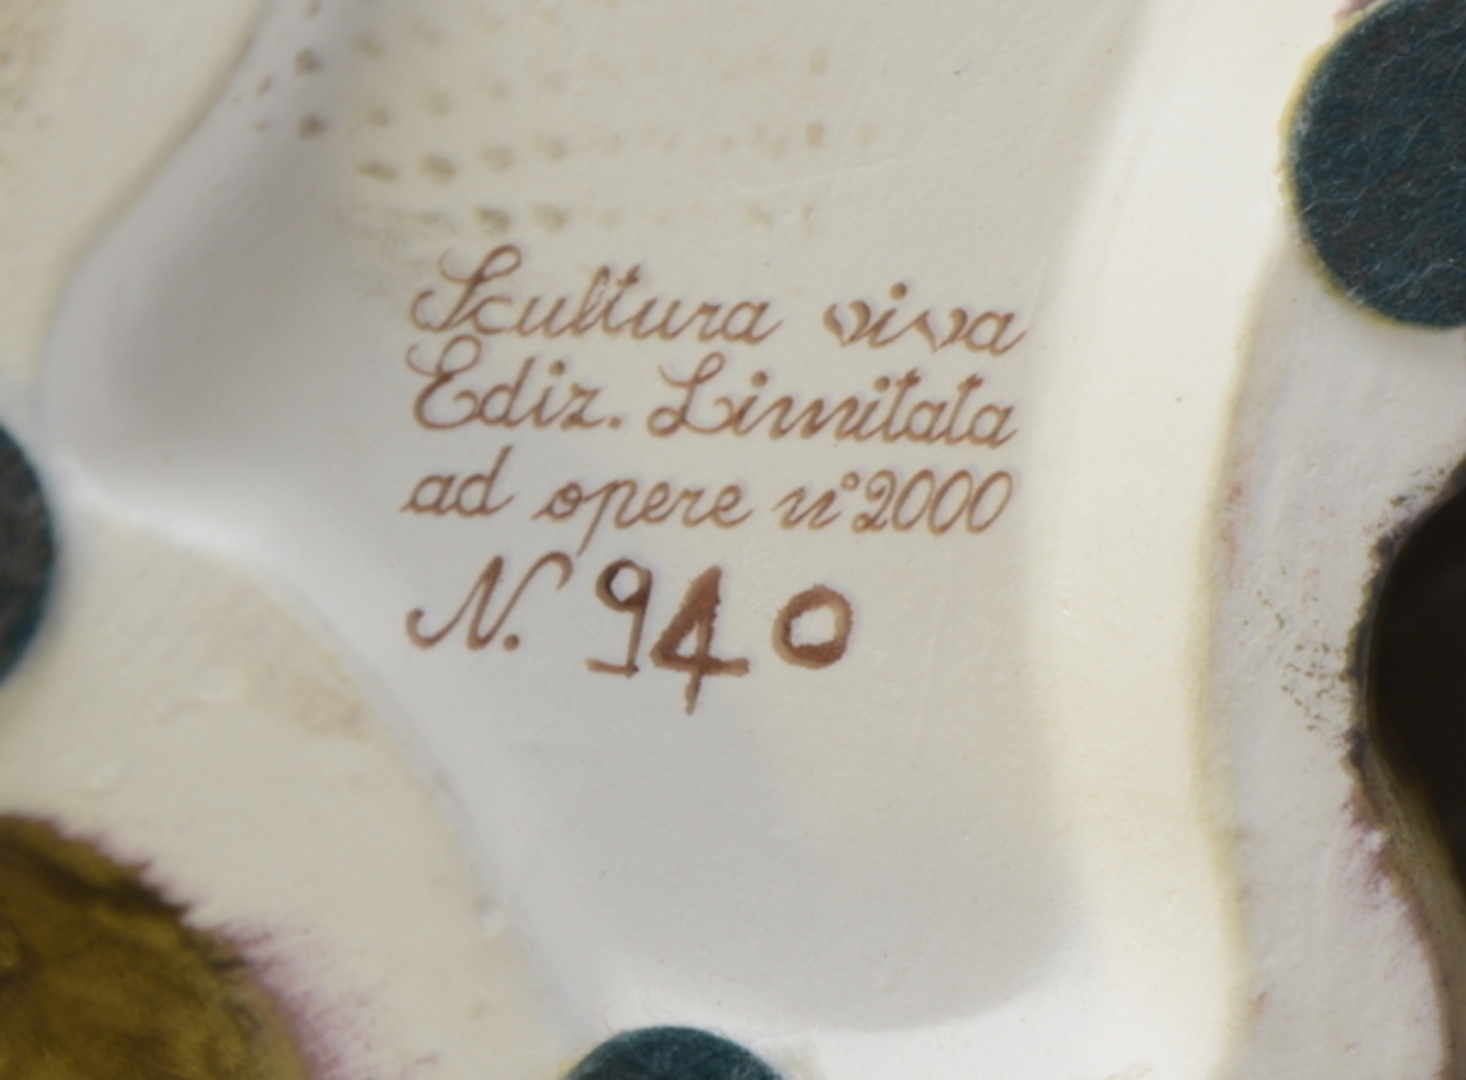 Scultura viva
Ediz. Limitata
ad opere n°2000
N. 940